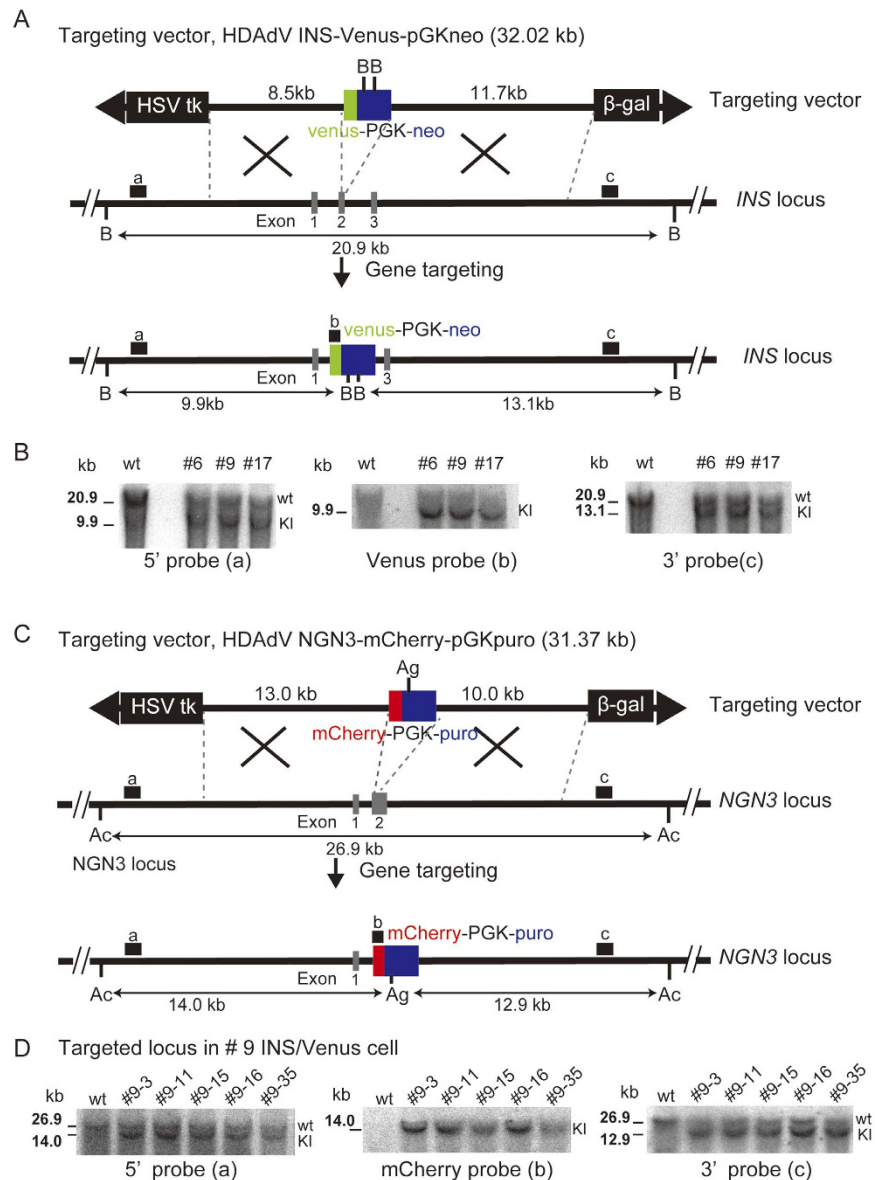 A
Targeting vector, HDAdV INS-Venus-pGKneo (32.02 kb)
BB
HSV tk 8.5kb 11.7kb β-gal Targeting vector
venus-PGK-neo
a c
INS locus
B Exon 1 2 3 B
20.9 kb
Gene targeting
b venus-PGK-neo
a c
INS locus
Exon 1 3
B BB B
9.9kb 13.1kb
B
kb wt #6 #9 #17
20.9 wt
9.9 KI
5' probe (a)
wt #6 #9 #17
9.9 KI
Venus probe (b)
kb wt #6 #9 #17
20.9 wt
13.1 KI
3' probe(c)
C
Targeting vector, HDAdV NGN3-mCherry-pGKpuro (31.37 kb)
Ag
HSV tk 13.0 kb 10.0 kb β-gal Targeting vector
mCherry-PGK-puro
a c
NGN3 locus
Exon 1 2
Ac Ac
NGN3 locus 26.9 kb
Gene targeting
b mCherry-PGK-puro
a c
NGN3 locus
Exon 1
Ac Ag Ac
14.0 kb 12.9 kb
D
Targeted locus in # 9 INS/Venus cell
kb wt #9-3 #9-11 #9-15 #9-16 #9-35
26.9 wt
14.0 KI
5' probe (a)
wt #9-3 #9-11 #9-15 #9-16 #9-35
14.0 KI
mCherry probe (b)
kb wt #9-3 #9-11 #9-15 #9-16 #9-35
26.9 wt
12.9 KI
3' probe (c)